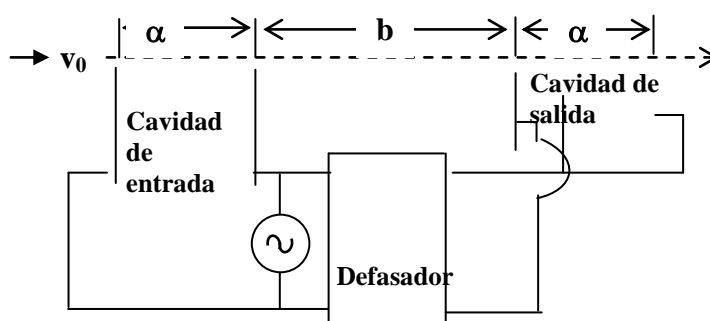 α
b
α
v0
Cavidad de
salida
Cavidad
de
entrada
Defasador